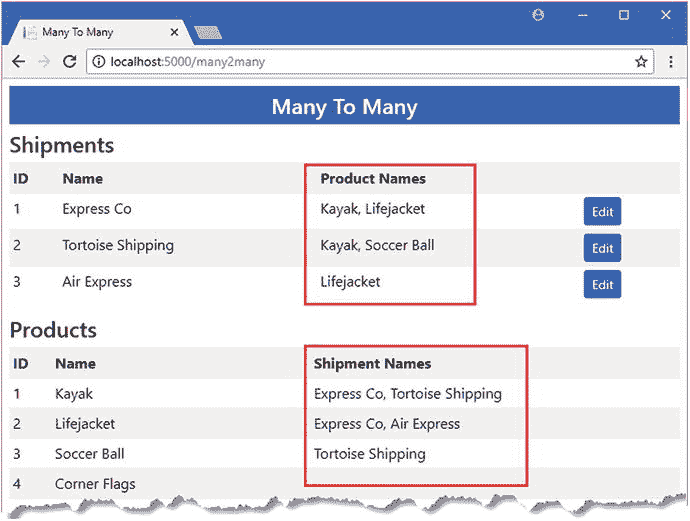 Many To Many
localhost:5000/many2many
Many To Many
Shipments
ID Name Product Names
1 Express Co Kayak, Lifejacket Edit
2 Tortoise Shipping Kayak, Soccer Ball Edit
3 Air Express Lifejacket Edit
Products
ID Name Shipment Names
1 Kayak Express Co, Tortoise Shipping
2 Lifejacket Express Co, Air Express
3 Soccer Ball Tortoise Shipping
4 Corner Flags